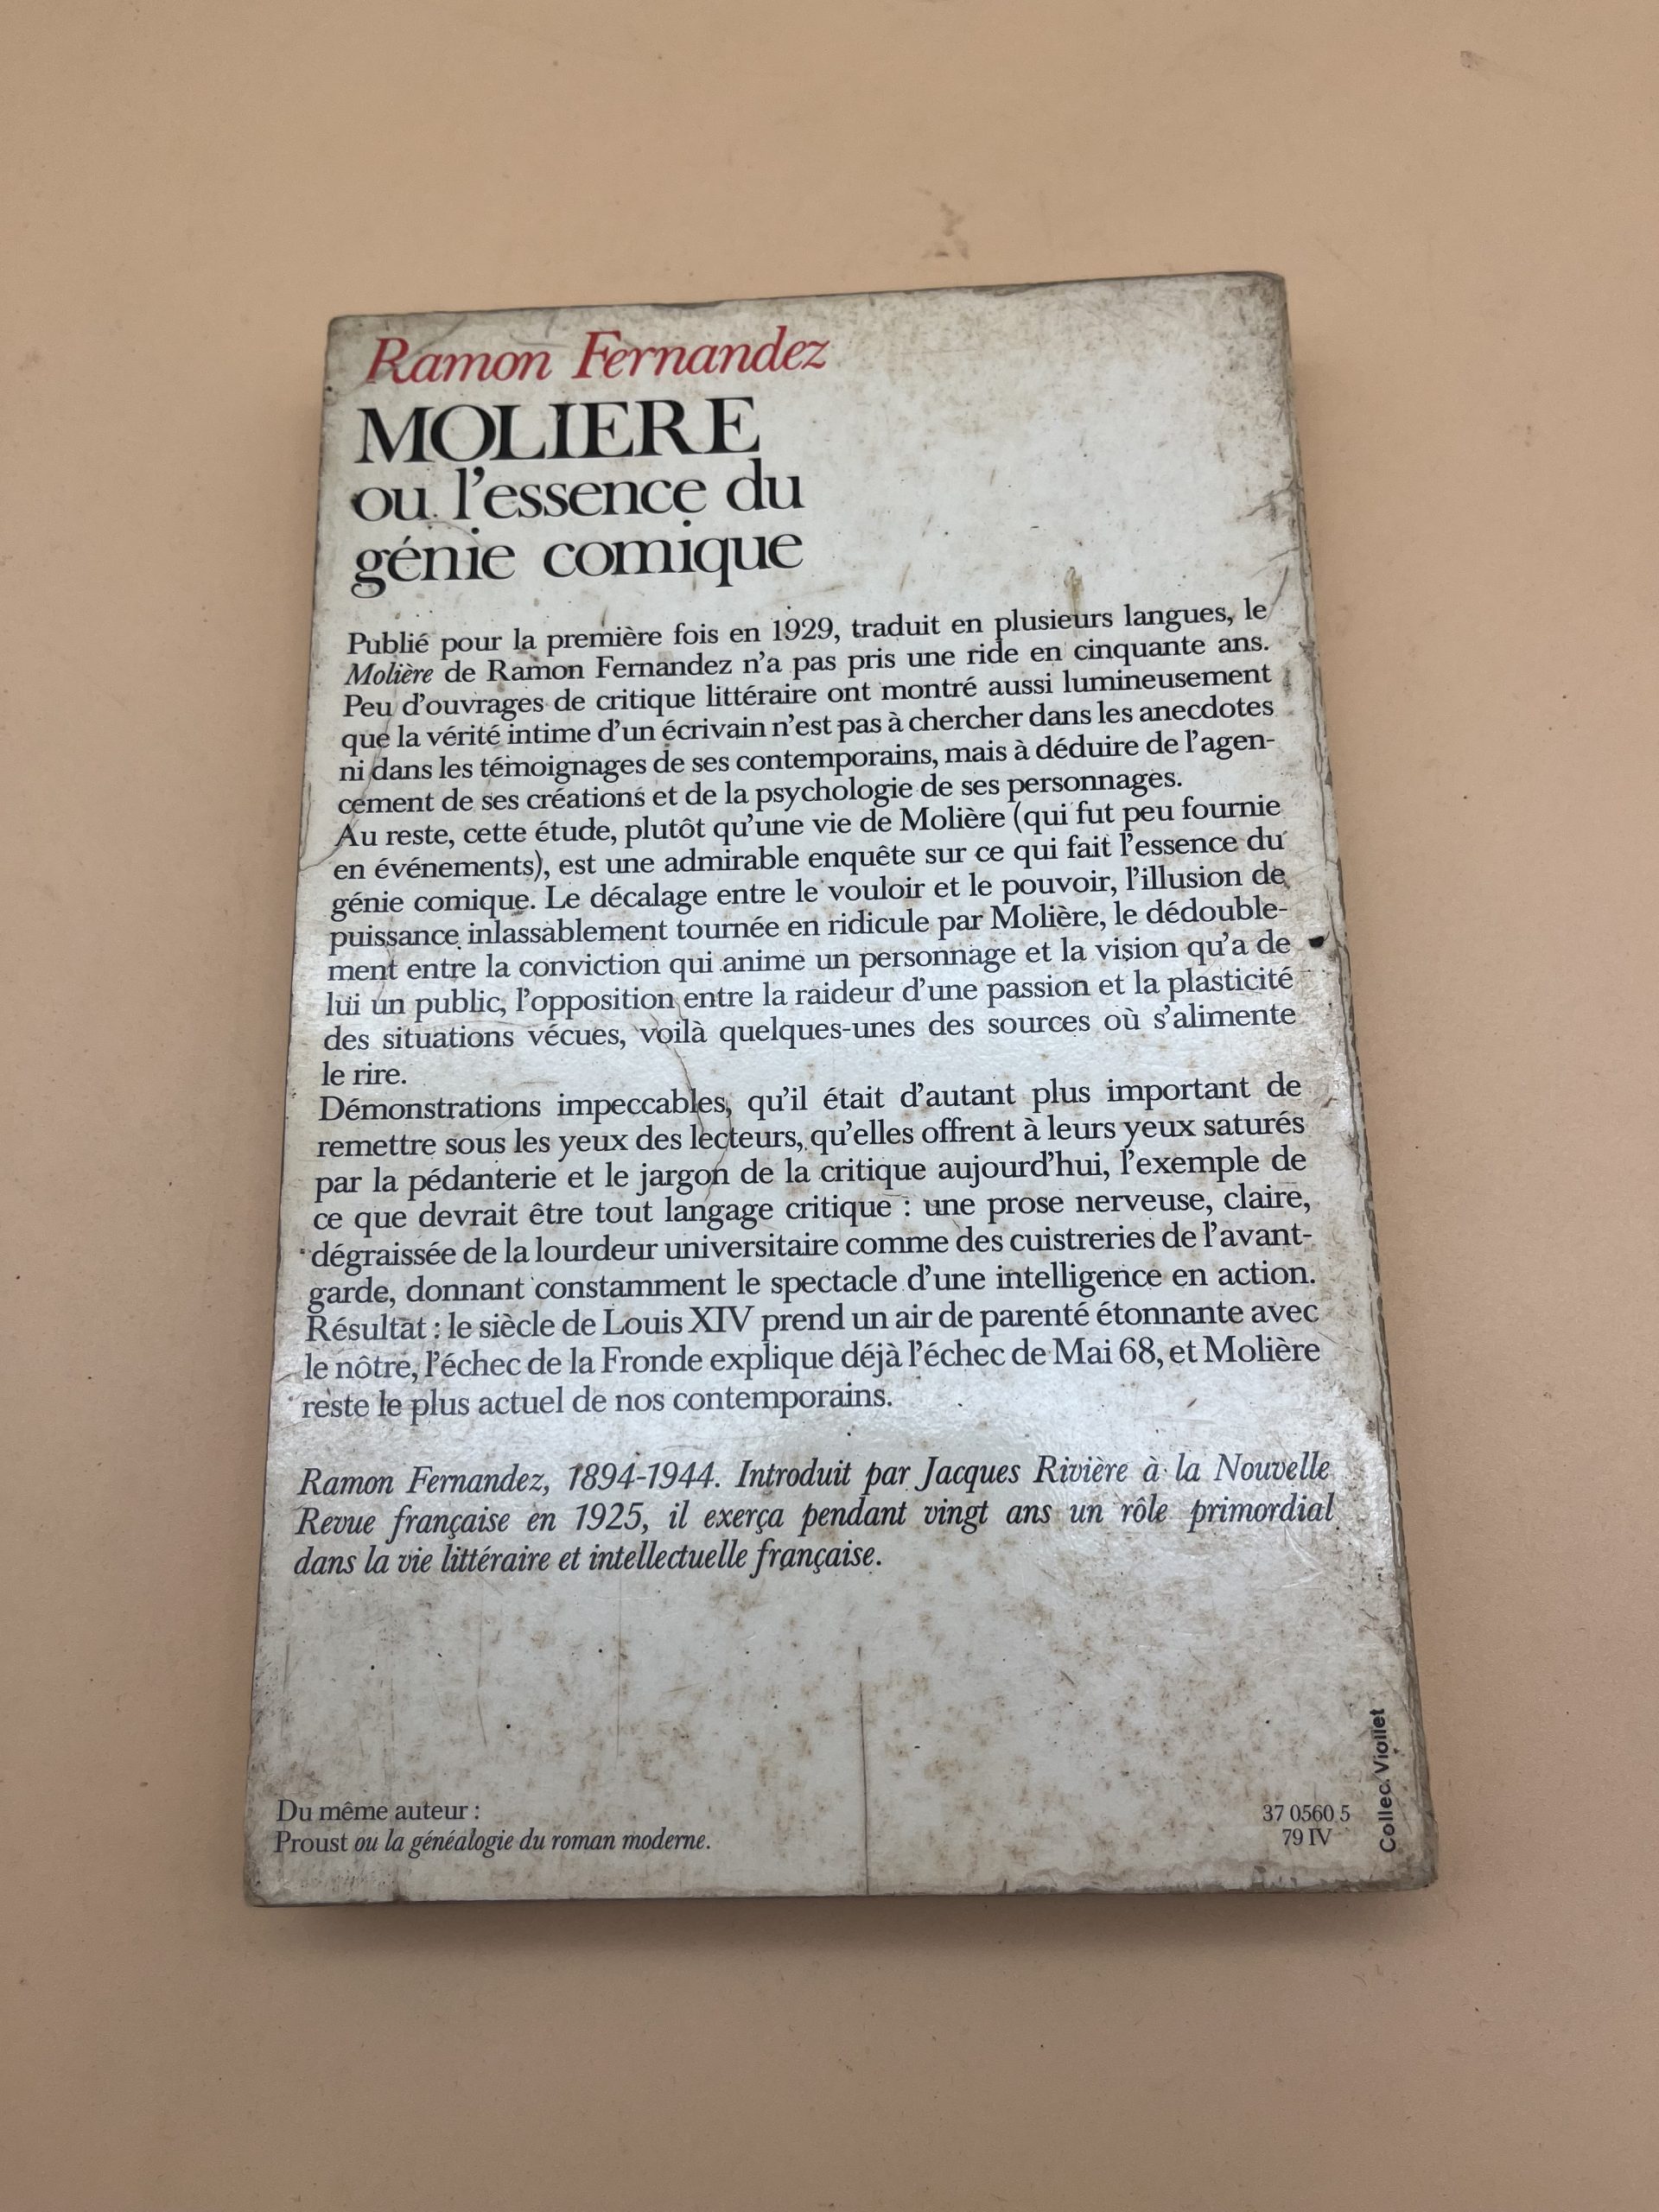 Ramon Fernandez
MOLIERE
ou l'essence du
génie comique
Publié pour la première fois en 1929, traduit en plusieurs langues, le
Molière de Ramon Fernandez n'a pas pris une ride en cinquante ans.
Peu d'ouvrages de critique littéraire ont montré aussi lumineusement
que la vérité intime d'un écrivain n'est pas à chercher dans les anecdotes
ni dans les témoignages de ses contemporains, mais à déduire de l'agen-
cement de ses créations et de la psychologie de ses personnages.
Au reste, cette étude, plutôt qu'une vie de Molière (qui fut peu fournie
en événements), est une admirable enquête sur ce qui fait l'essence du
génie comique. Le décalage entre le vouloir et le pouvoir, l'illusion de
puissance inlassablement tournée en ridicule par Molière, le dédouble-
ment entre la conviction qui anime un personnage et la vision qu'a de
lui un public, l'opposition entre la raideur d'une passion et la plasticité
des situations vécues, voilà quelques-unes des sources où s'alimente
le rire.
Démonstrations impeccables, qu'il était d'autant plus important de
remettre sous les yeux des lecteurs, qu'elles offrent à leurs yeux saturés
par la pédanterie et le jargon de la critique aujourd'hui, l'exemple de
ce que devrait être tout langage critique : une prose nerveuse, claire,
dégraissée de la lourdeur universitaire comme des cuistreries de l'avant-
garde, donnant constamment le spectacle d'une intelligence en action.
Résultat : le siècle de Louis XIV prend un air de parenté étonnante avec
le nôtre, l'échec de la Fronde explique déjà l'échec de Mai 68, et Molière
reste le plus actuel de nos contemporains.
Ramon Fernandez, 1894-1944. Introduit par Jacques Rivière à la Nouvelle
Revue française en 1925, il exerça pendant vingt ans un rôle primordial
dans la vie littéraire et intellectuelle française.
Du même auteur :
Proust ou la généalogie du roman moderne.
37 0560 5
79 IV
Collec. Viollet